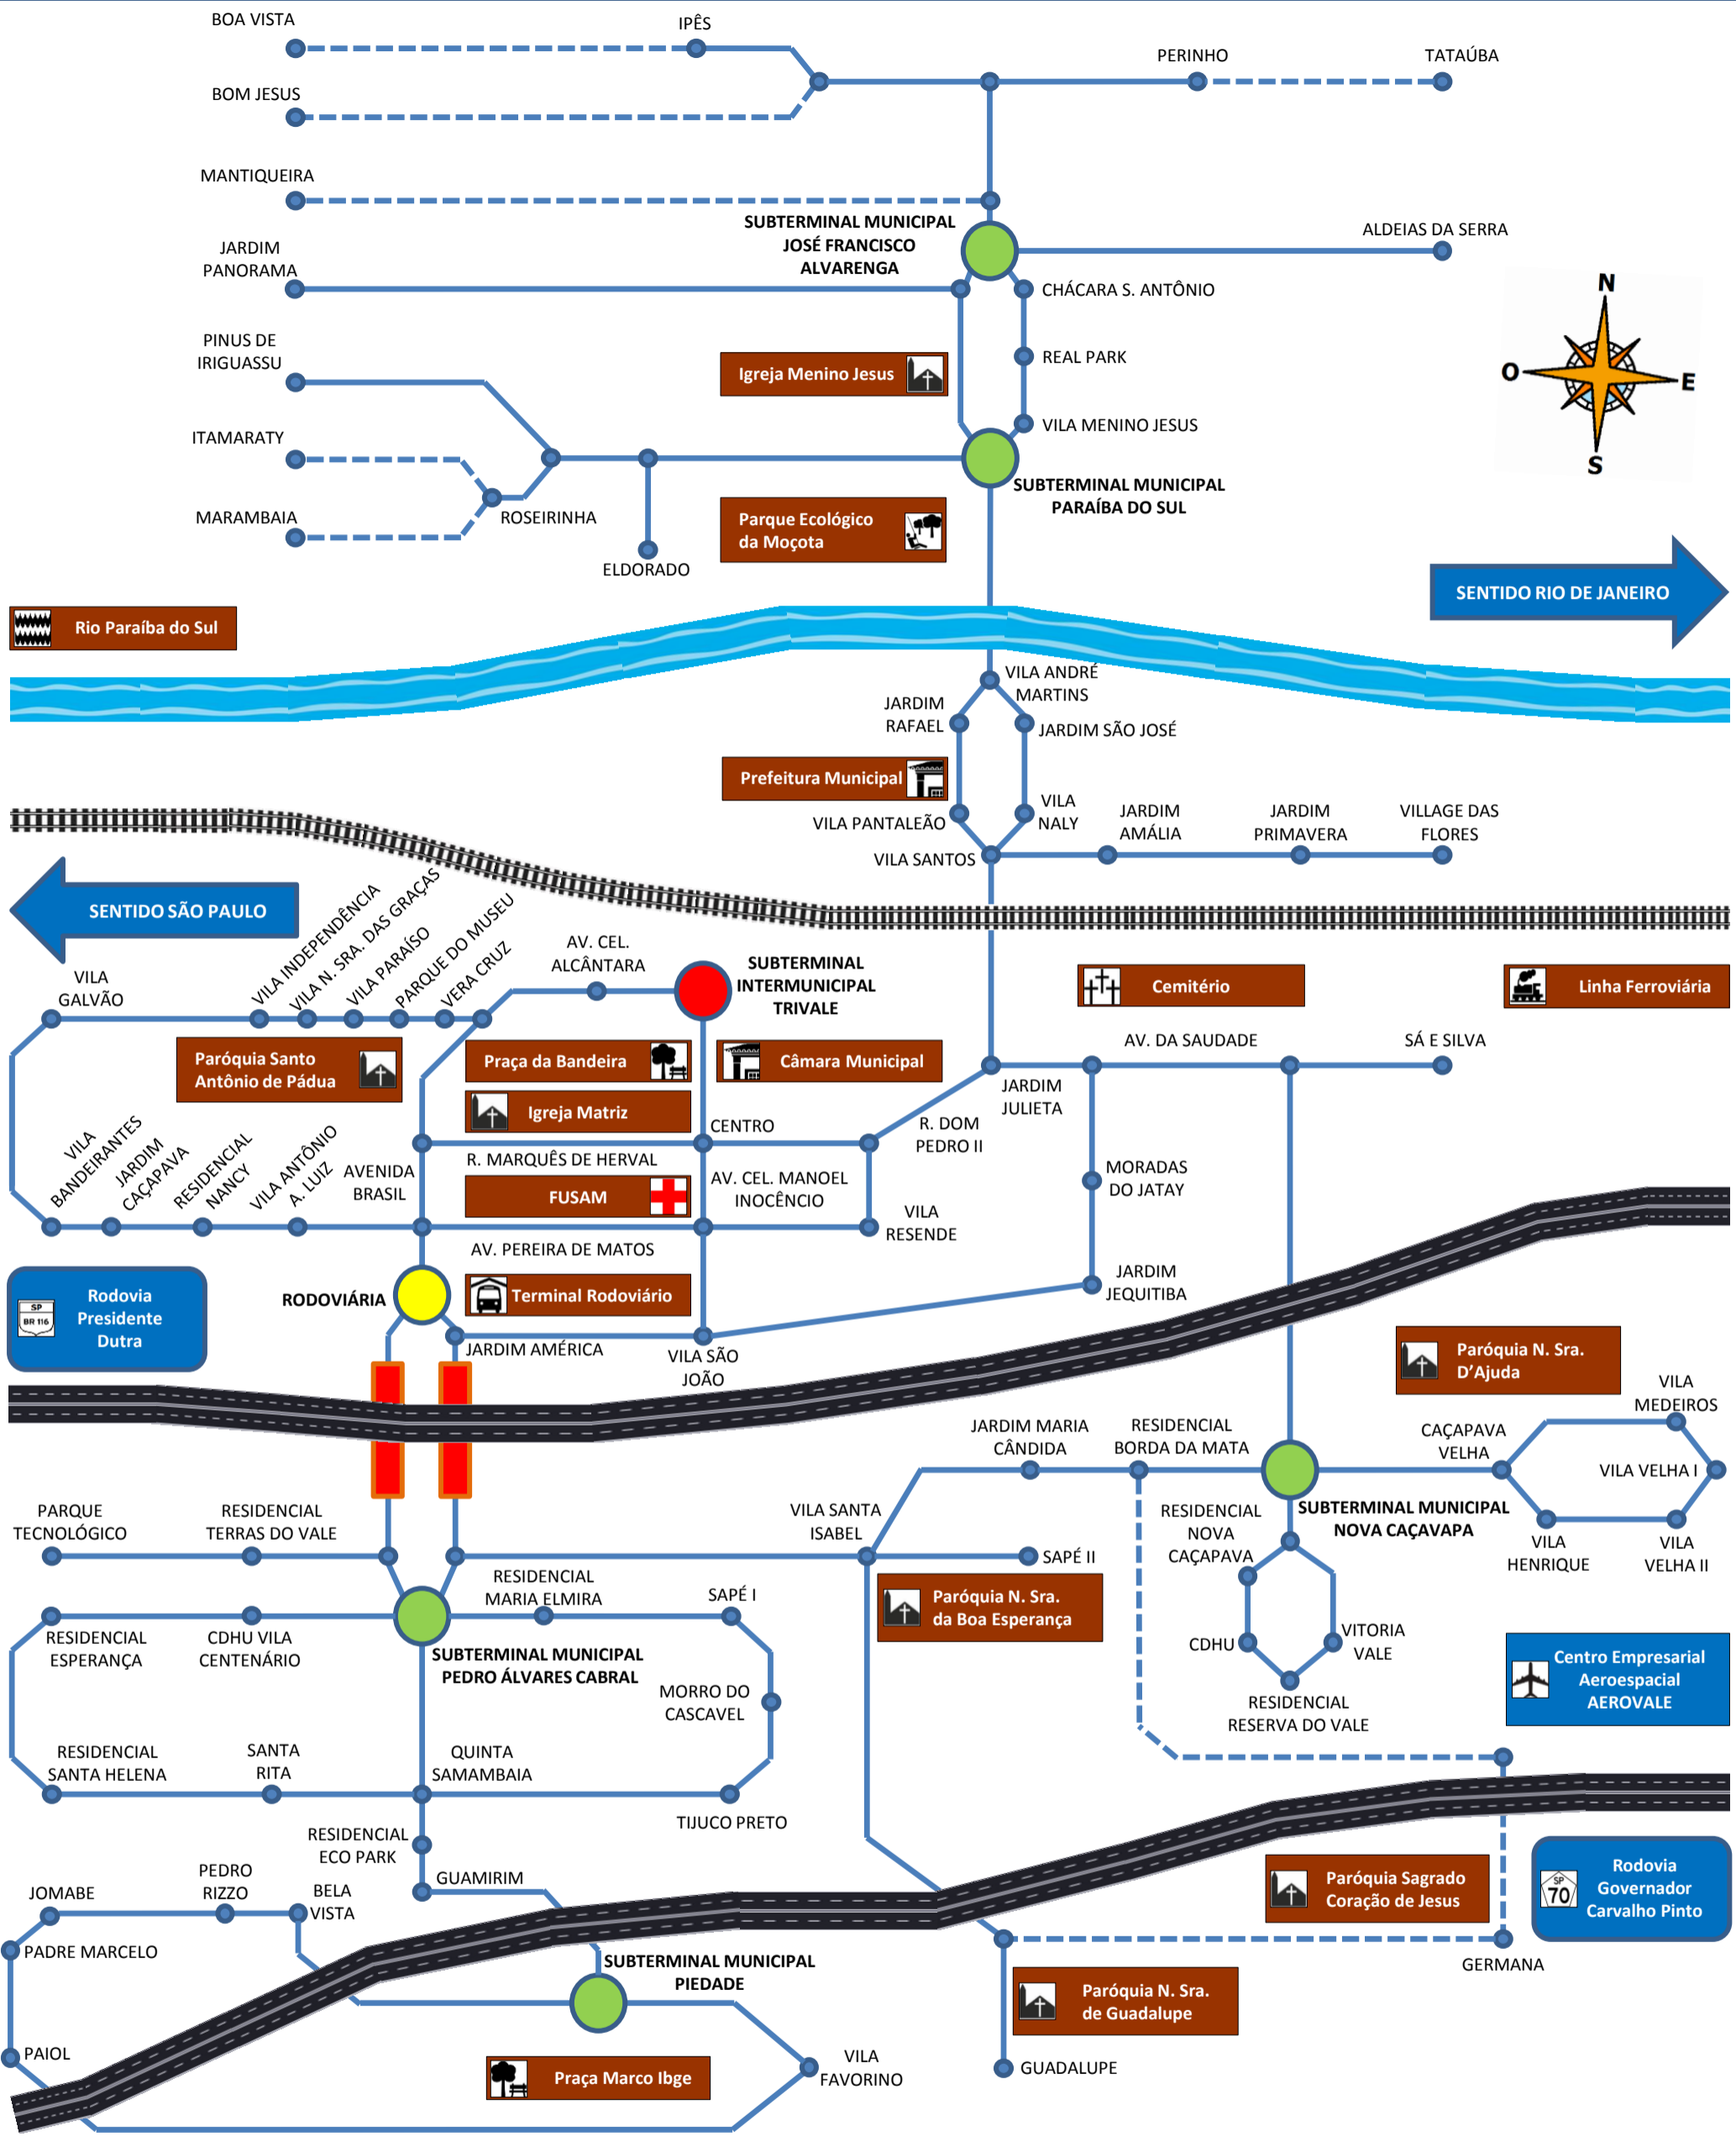 BOA VISTA
IPÊS
PERINHO
TATAÚBA
BOM JESUS
MANTIQUEIRA
SUBTERMINAL MUNICIPAL
JOSÉ FRANCISCO
ALVARENGA
ALDEIAS DA SERRA
JARDIM
PANORAMA
CHÁCARA S. ANTÔNIO
N
O
E
S
PINUS DE
IRIGUASSU
Igreja Menino Jesus
REAL PARK
ITAMARATY
VILA MENINO JESUS
SUBTERMINAL MUNICIPAL
PARAÍBA DO SUL
MARAMBAIA
ROSEIRINHA
Parque Ecológico
da Moçota
ELDORADO
SENTIDO RIO DE JANEIRO
Rio Paraíba do Sul
VILA ANDRÉ
MARTINS
JARDIM
RAFAEL
JARDIM SÃO JOSÉ
Prefeitura Municipal
VILA PANTALEÃO
VILA
NALY
JARDIM
AMÁLIA
JARDIM
PRIMAVERA
VILLAGE DAS
FLORES
VILA SANTOS
SENTIDO SÃO PAULO
VILA
GALVÃO
VILA INDEPENDÊNCIA
VILA N. SRA. DAS GRAÇAS
VILA PARAÍSO
PARQUE DO MUSEU
VERA CRUZ
AV. CEL.
ALCÂNTARA
SUBTERMINAL
INTERMUNICIPAL
TRIVALE
Cemitério
Linha Ferroviária
Paróquia Santo
Antônio de Pádua
Praça da Bandeira
Câmara Municipal
AV. DA SAUDADE
SÁ E SILVA
JARDIM
JULIETA
Igreja Matriz
CENTRO
R. DOM
PEDRO II
R. MARQUÊS DE HERVAL
VILA
BANDEIRANTES
JARDIM
CAÇAPAVA
RESIDENCIAL
NANCY
VILA ANTÔNIO
A. LUIZ
AVENIDA
BRASIL
FUSAM
AV. CEL. MANOEL
INOCÊNCIO
MORADAS
DO JATAY
VILA
RESENDE
AV. PEREIRA DE MATOS
SP
BR 116
Rodovia
Presidente
Dutra
RODOVIÁRIA
Terminal Rodoviário
JARDIM
JEQUITIBA
JARDIM AMÉRICA
VILA SÃO
JOÃO
Paróquia N. Sra.
D’Ajuda
VILA
MEDEIROS
JARDIM MARIA
CÂNDIDA
RESIDENCIAL
BORDA DA MATA
CAÇAPAVA
VELHA
VILA VELHA I
SUBTERMINAL MUNICIPAL
NOVA CAÇAVAPA
VILA
HENRIQUE
VILA
VELHA II
PARQUE
TECNOLÓGICO
RESIDENCIAL
TERRAS DO VALE
VILA SANTA
ISABEL
RESIDENCIAL
NOVA
CAÇAPAVA
SAPÉ II
RESIDENCIAL
MARIA ELMIRA
SAPÉ I
Paróquia N. Sra.
da Boa Esperança
RESIDENCIAL
ESPERANÇA
CDHU VILA
CENTENÁRIO
SUBTERMINAL MUNICIPAL
PEDRO ÁLVARES CABRAL
CDHU
VITORIA
VALE
Centro Empresarial
Aeroespacial
AEROVALE
MORRO DO
CASCAVEL
RESIDENCIAL
RESERVA DO VALE
RESIDENCIAL
SANTA HELENA
SANTA
RITA
QUINTA
SAMAMBAIA
TIJUCO PRETO
RESIDENCIAL
ECO PARK
GUAMIRIM
JOMABE
PEDRO
RIZZO
BELA
VISTA
Paróquia Sagrado
Coração de Jesus
SP
70
Rodovia
Governador
Carvalho Pinto
PADRE MARCELO
SUBTERMINAL MUNICIPAL
PIEDADE
GERMANA
Paróquia N. Sra.
de Guadalupe
PAIOL
Praça Marco Ibge
VILA
FAVORINO
GUADALUPE